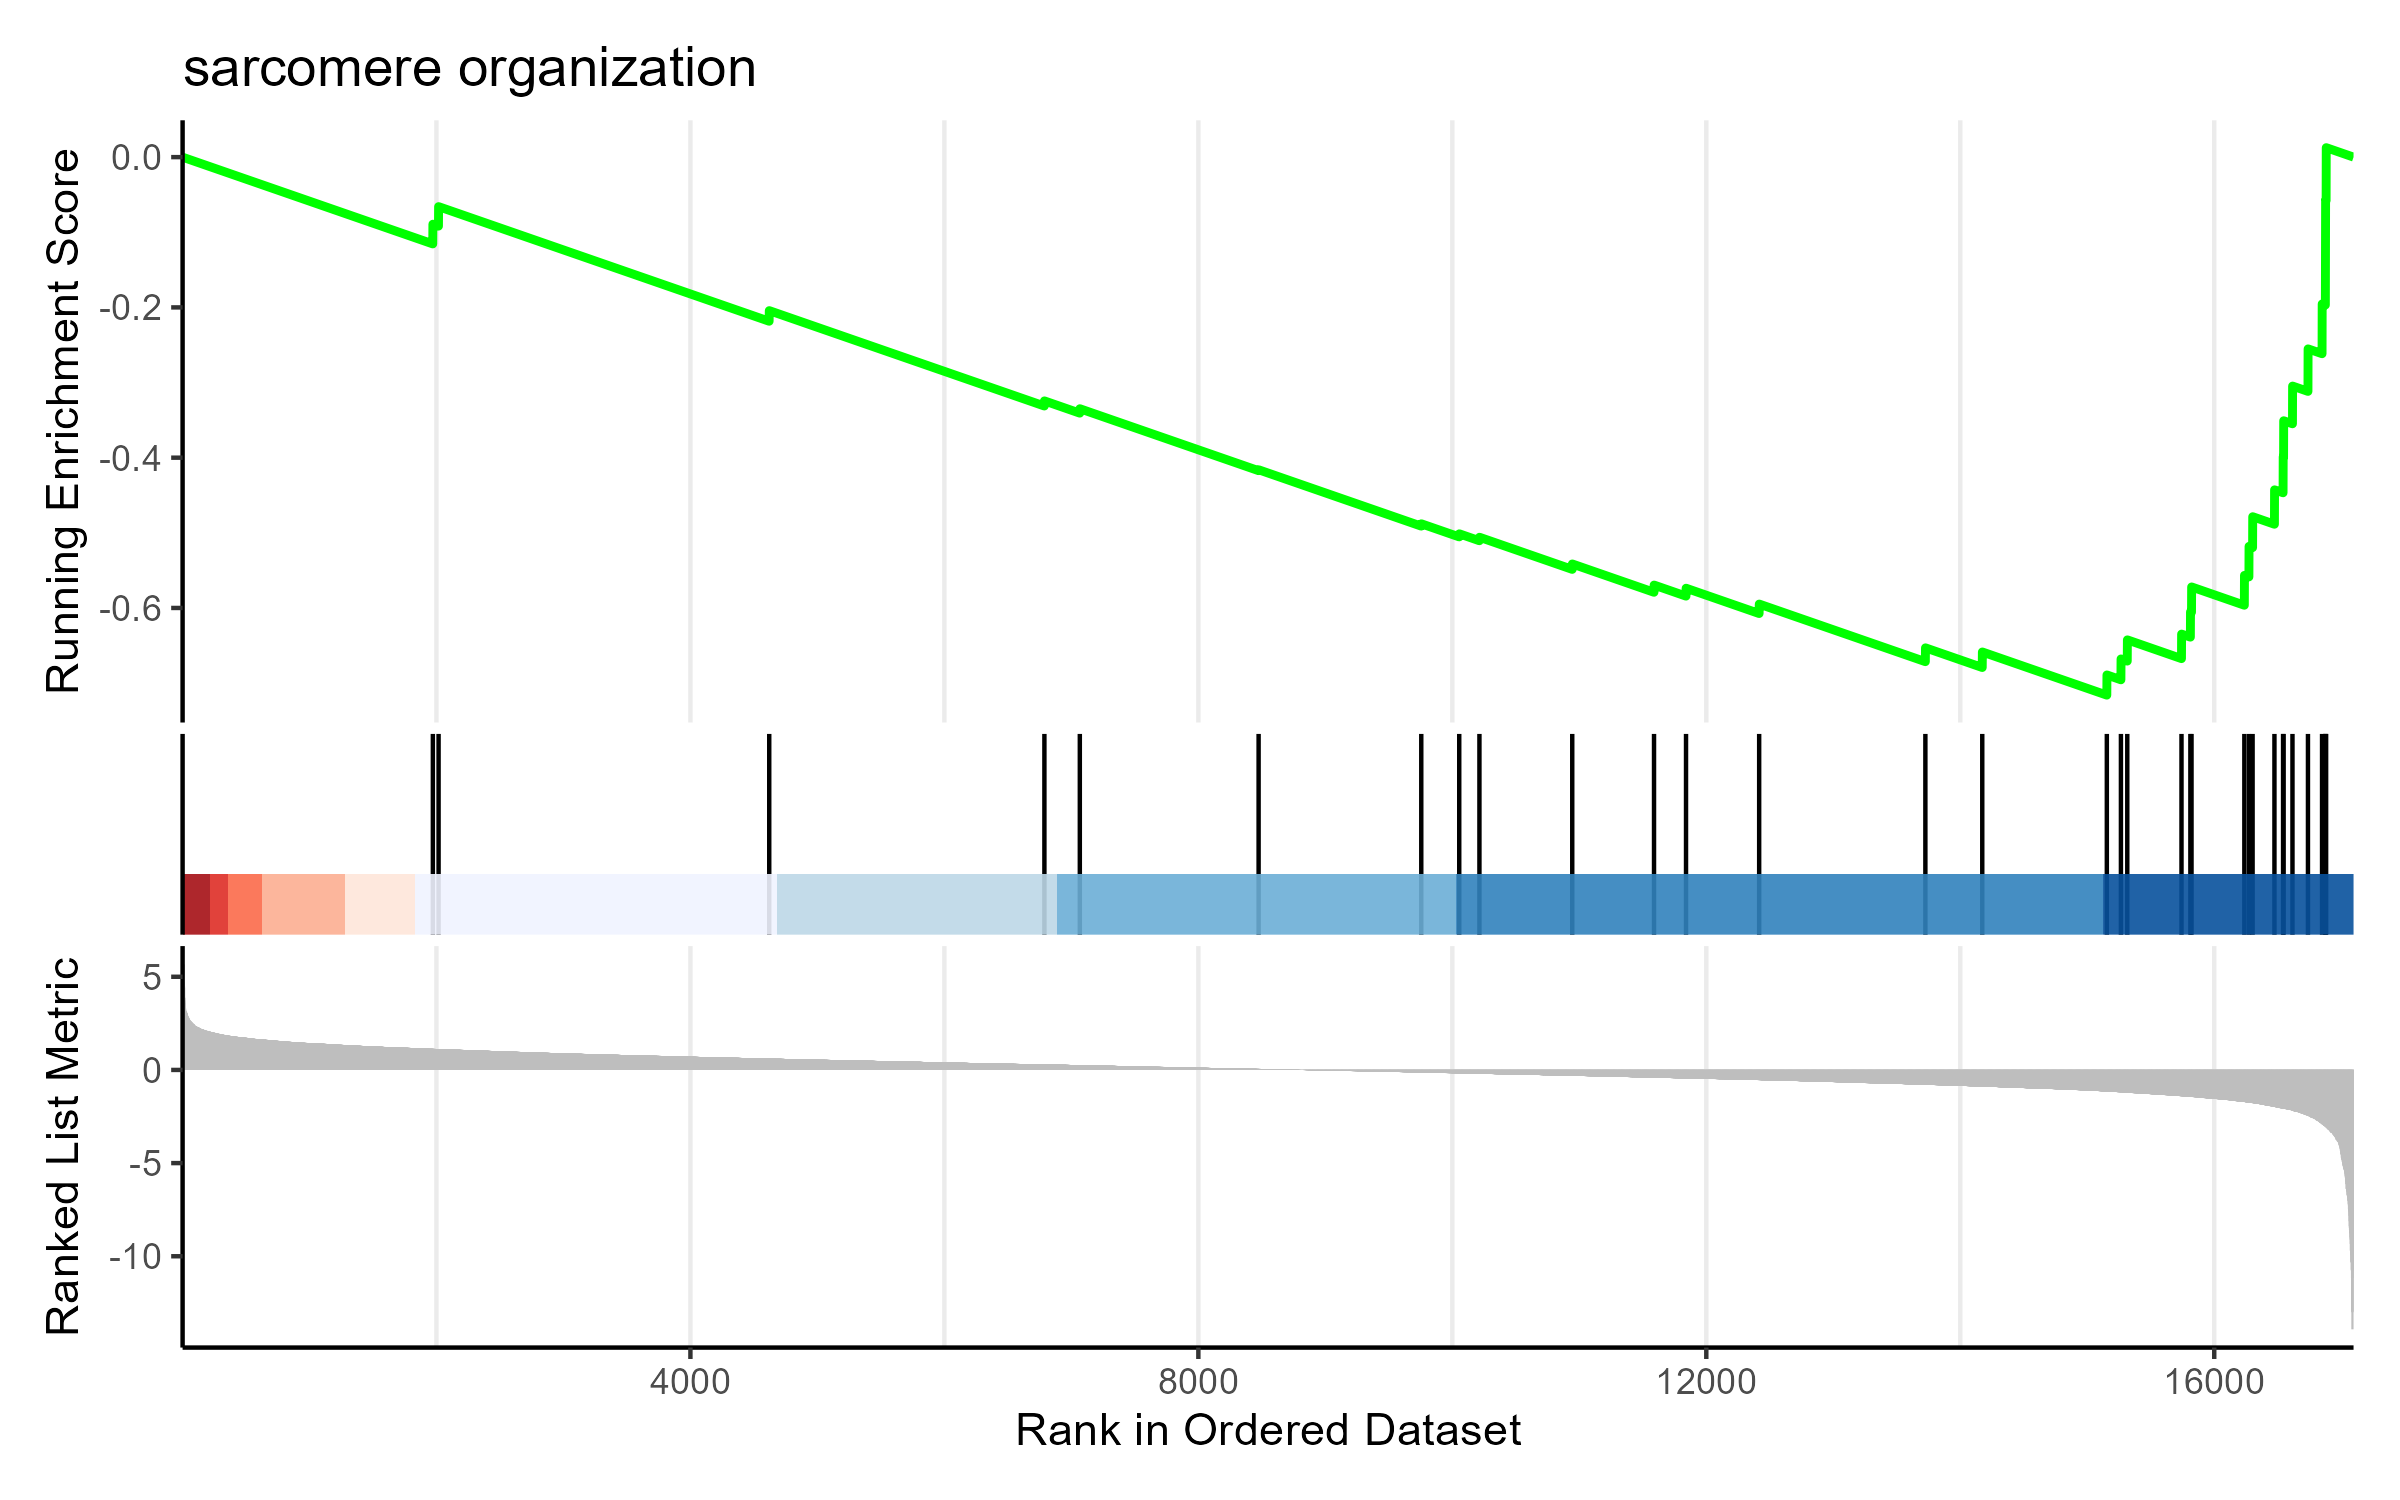 sarcomere organization
Running Enrichment Score
0.0
-0.2
-0.4
-0.6
Ranked List Metric
5
0
-5
-10
4000 8000 12000 16000
Rank in Ordered Dataset